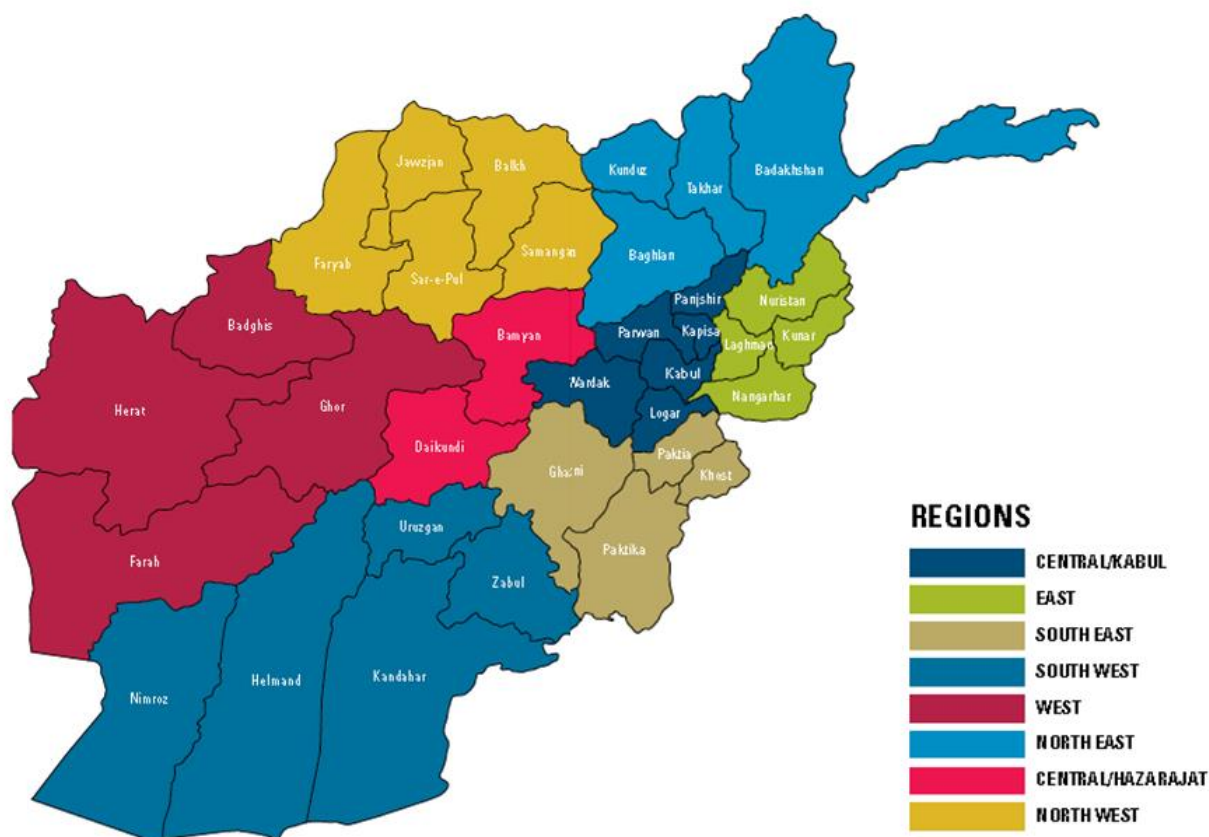 Jawzjan
Balkh
Kunduz
Takhar
Badakhshan
Faryab
Sar-e-Pul
Samangan
Baghlan
Badghis
Bamyan
Panjshir
Nuristan
Parwan
Kapisa
Laghman
Kunar
Herat
Ghor
Wardak
Kabul
Nangarhar
Daikundi
Logar
Ghazni
Paktia
Khost
Farah
Uruzgan
Zabul
Paktika
Nimroz
Helmand
Kandahar
REGIONS
CENTRAL/KABUL
EAST
SOUTH EAST
SOUTH WEST
WEST
NORTH EAST
CENTRAL/HAZARAJAT
NORTH WEST